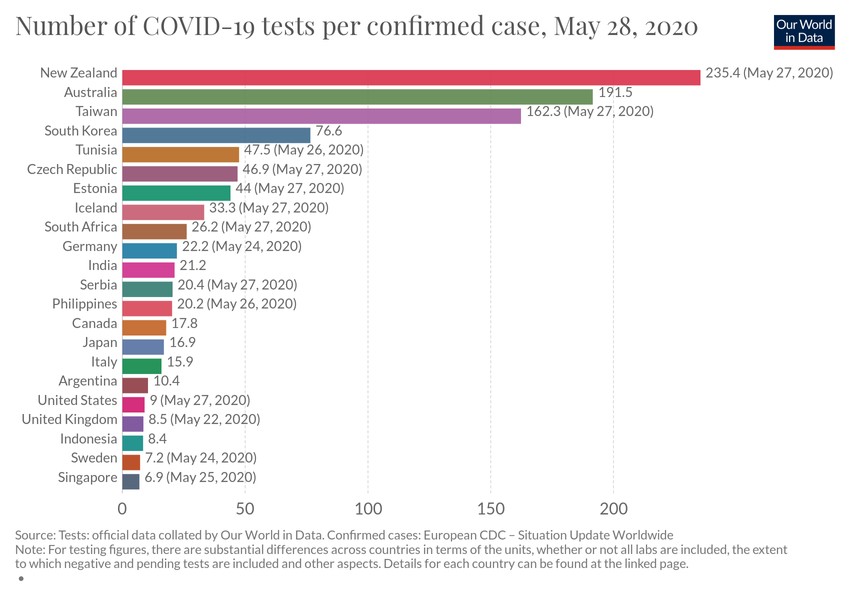 Number of COVID-19 tests per confirmed case, May 28, 2020
Our World
in Data
New Zealand 235.4 (May 27, 2020)
Australia 191.5
Taiwan 162.3 (May 27, 2020)
South Korea 76.6
Tunisia 47.5 (May 26, 2020)
Czech Republic 46.9 (May 27, 2020)
Estonia 44 (May 27, 2020)
Iceland 33.3 (May 27, 2020)
South Africa 26.2 (May 27, 2020)
Germany 22.2 (May 24, 2020)
India 21.2
Serbia 20.4 (May 27, 2020)
Philippines 20.2 (May 26, 2020)
Canada 17.8
Japan 16.9
Italy 15.9
Argentina 10.4
United States 9 (May 27, 2020)
United Kingdom 8.5 (May 22, 2020)
Indonesia 8.4
Sweden 7.2 (May 24, 2020)
Singapore 6.9 (May 25, 2020)
0 50 100 150 200
Source: Tests: official data collated by Our World in Data. Confirmed cases: European CDC – Situation Update Worldwide
Note: For testing figures, there are substantial differences across countries in terms of the units, whether or not all labs are included, the extent
to which negative and pending tests are included and other aspects. Details for each country can be found at the linked page.
•